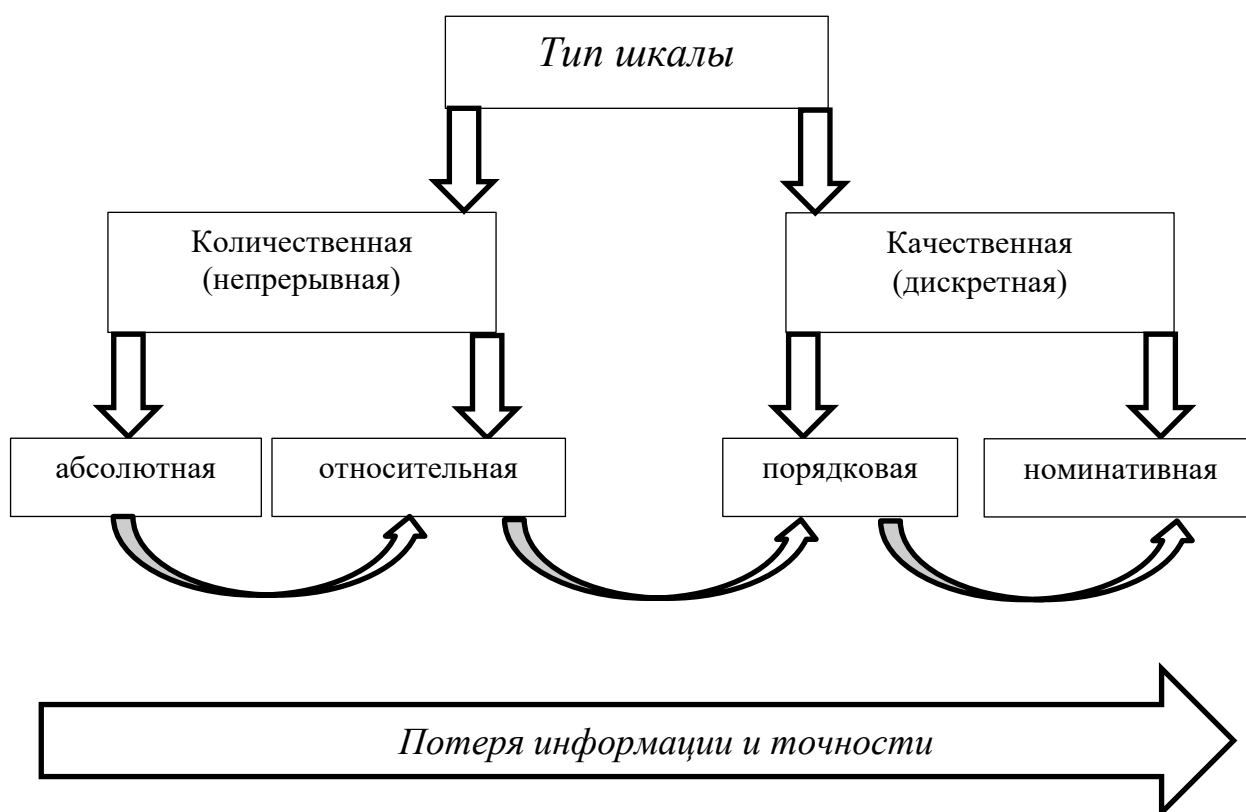 Тип шкалы
Количественная
(непрерывная)
Качественная
(дискретная)
абсолютная
относительная
порядковая
номинативная
Потеря информации и точности